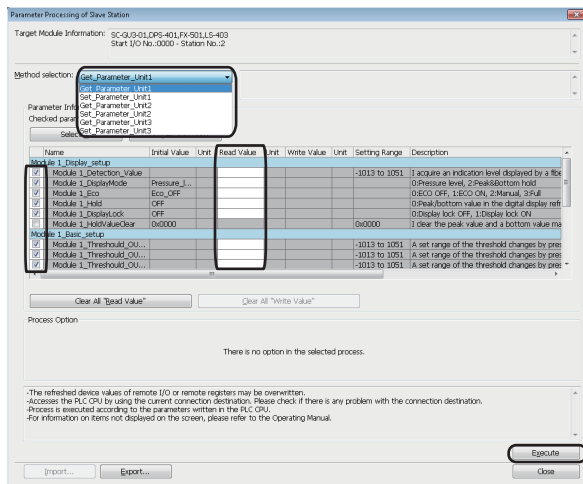 Parameter Processing of Slave Station
Target Module Information: SC-GU3-01,DPS-401,FX-501,LS-403
Start I/O No.:0000 - Station No.:2
Method selection: Get_Parameter_Unit1
Get_Parameter_Unit1
Set_Parameter_Unit1
Get_Parameter_Unit2
Set_Parameter_Unit2
Get_Parameter_Unit3
Set_Parameter_Unit3
Parameter Info
Checked para
Selec
Name Initial Value Unit Read Value Unit Write Value Unit Setting Range Description
Module 1_Display_setup
Module 1_Detection_Value -1013 to 1051 I acquire an indication level displayed by a fibe
Module 1_DisplayMode Pressure_l... 0:Pressure level, 2:Peak&Bottom hold
Module 1_Eco Eco_OFF 0:ECO OFF, 1:ECO ON, 2:Manual, 3:Full
Module 1_Hold OFF 0:Peak/bottom value in the digital display refr
Module 1_DisplayLock OFF 0:Display lock OFF, 1:Display lock ON
Module 1_HoldValueClear 0x0000 0x0000 I clear the peak value and a bottom value ma
Module 1_Basic_setup
Module 1_Threshold_OU... -1013 to 1051 A set range of the threshold changes by pres
Module 1_Threshold_OU... -1013 to 1051 A set range of the threshold changes by pres
Module 1_Threshold_OU... -1013 to 1051 A set range of the threshold changes by pres
Clear All "Read Value" Clear All "Write Value"
Process Option
There is no option in the selected process.
-The refreshed device values of remote I/O or remote registers may be overwritten.
-Accesses the PLC CPU by using the current connection destination. Please check if there is any problem with the connection destination.
-Process is executed according to the parameters written in the PLC CPU.
-For information on items not displayed on the screen, please refer to the Operating Manual.
Execute
Import... Export... Close